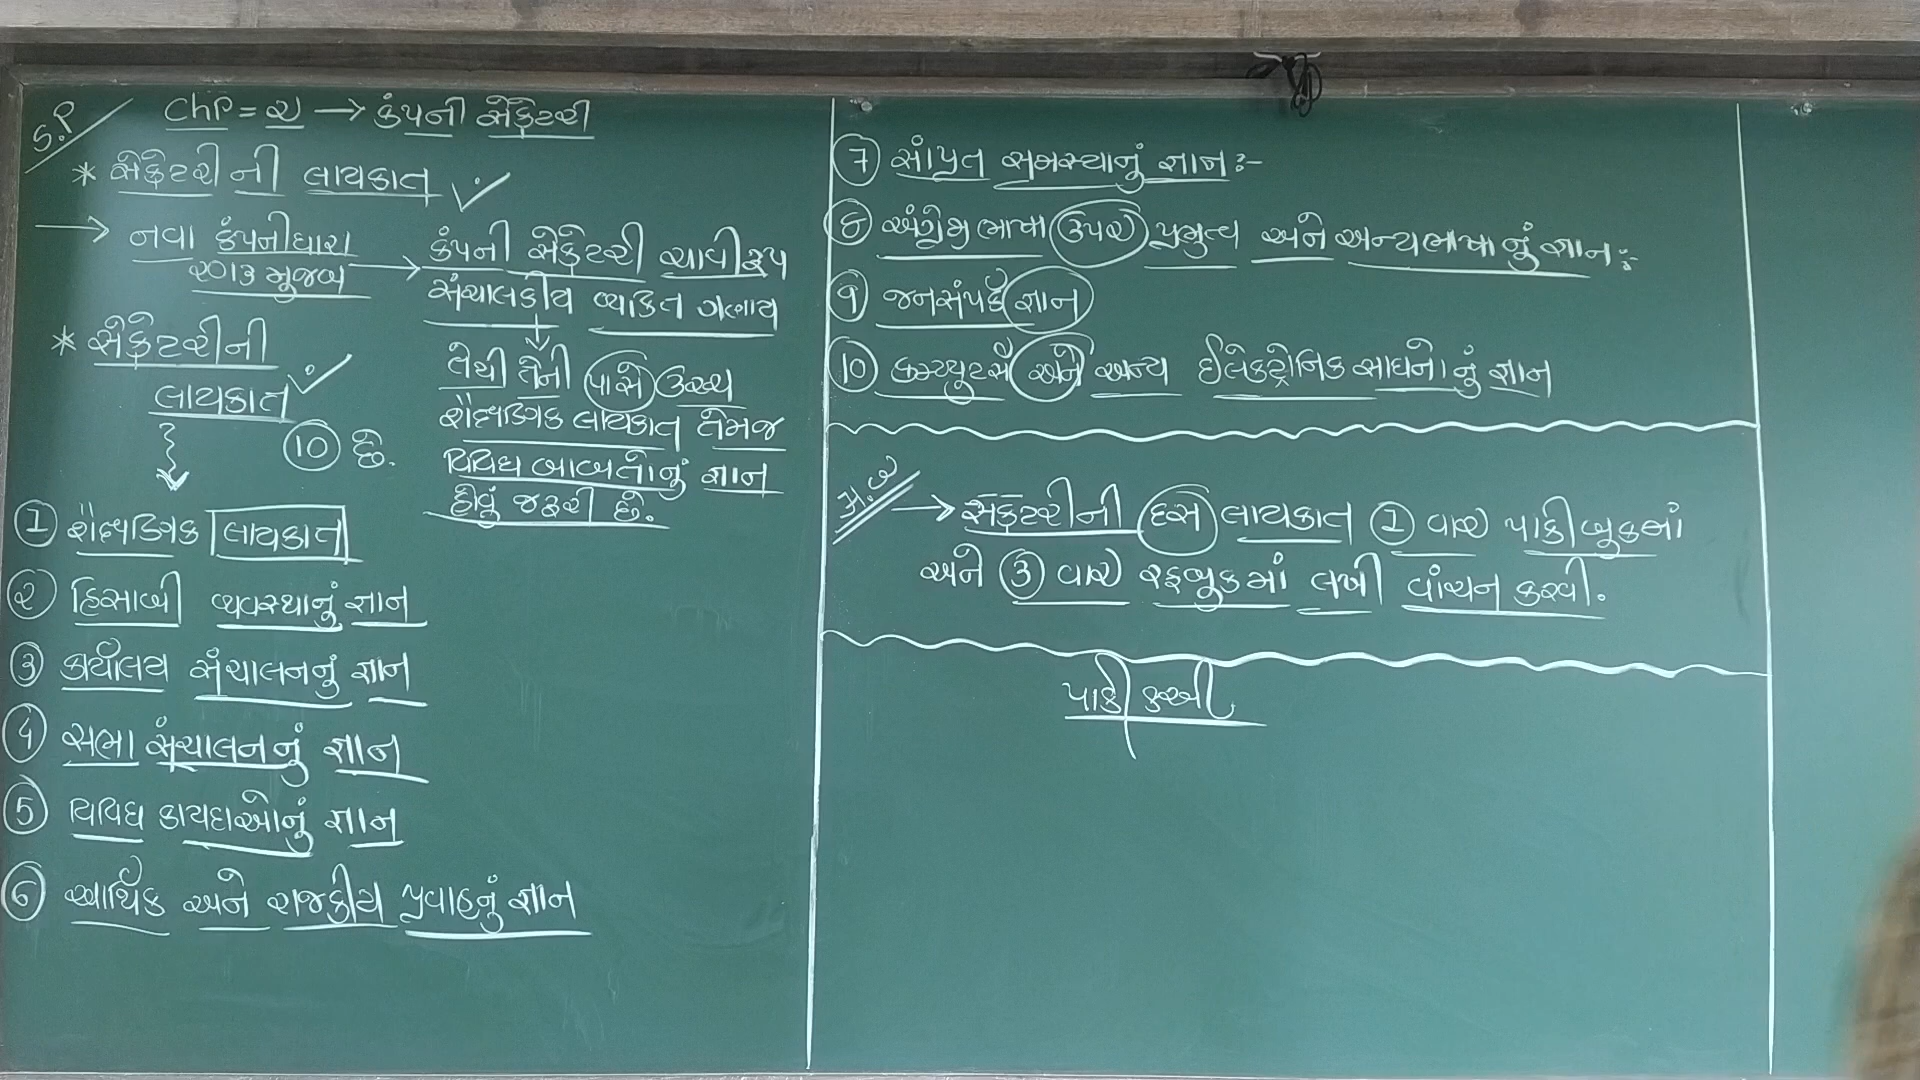 S.P
Chp = ૨ → કંપની સેક્રેટરી
* સેક્રેટરી ની લાયકાત ✓
→ નવા કંપનીધારા
૨૦૧૩ મુજબ → કંપની સેક્રેટરી ચાવીરૂપ
સંચાલકીય વ્યકિત ગણાય
તેથી તેની પાસે ઉચ્ચ
શૈક્ષણિક લાયકાત તેમજ
વિવિધ બાબતોનું જ્ઞાન
હોવું જરૂરી છે.
* સેક્રેટરીની
લાયકાત ✓
10 છે.
① શૈક્ષણિક લાયકાત
② હિસાબી વ્યવસ્થાનું જ્ઞાન
③ કાર્યાલય સંચાલનનું જ્ઞાન
④ સભા સંચાલનનું જ્ઞાન
⑤ વિવિધ કાયદાઓનું જ્ઞાન
⑥ આર્થિક અને રાજકીય પ્રવાહનું જ્ઞાન
⑦ સાંપ્રત સમસ્યાનું જ્ઞાન :-
⑧ અંગ્રેજી ભાષા ઉપર પ્રભુત્વ અને અન્ય ભાષાનું જ્ઞાન :-
⑨ જનસંપર્ક જ્ઞાન
⑩ કમ્પ્યુટર્સ અને અન્ય ઈલેકટ્રોનિક સાધનોનું જ્ઞાન
→ સેક્રેટરીની દસ લાયકાત ① વાર પાકીબૂકમાં
અને ③ વાર રફબૂકમાં લખી વાંચન કરવી.
પાકી કરવી